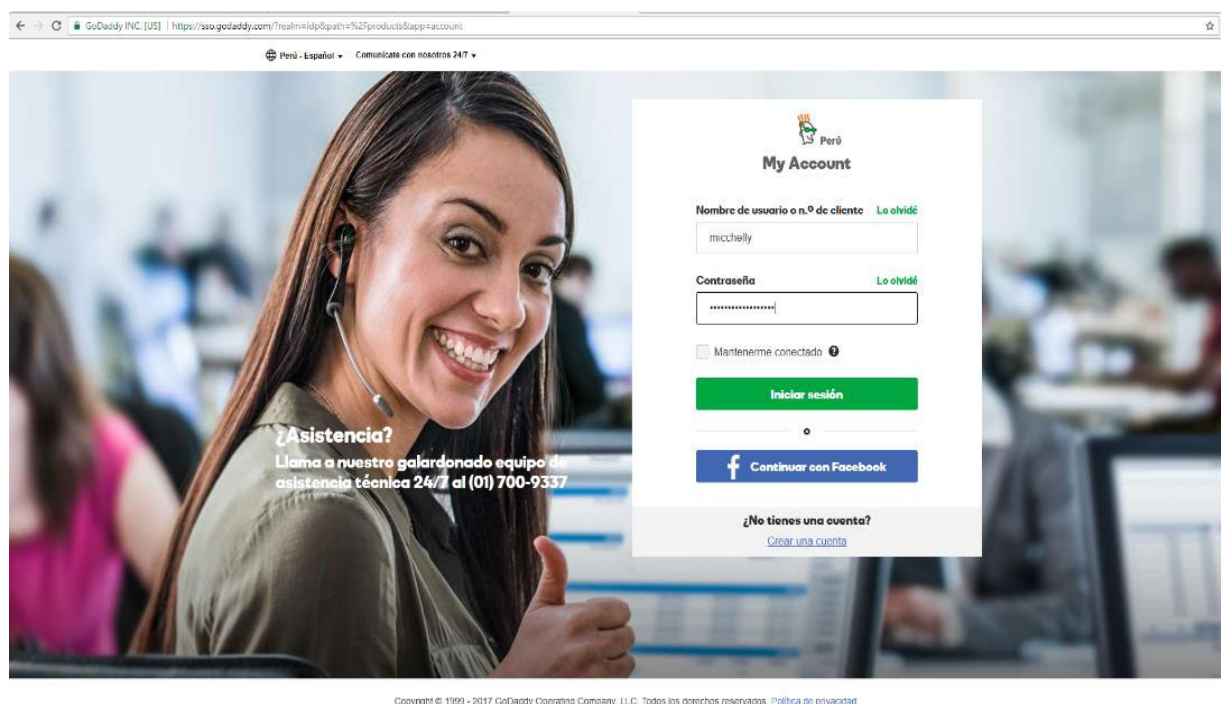 GoDaddy INC. [US] | https://sso.godaddy.com/?realm=idp&path=%2Fproducts&app=account
Perú - Español Comunícate con nosotros 24/7
Perú
My Account
Nombre de usuario o n.º de cliente Lo olvidé
micchelly
Contraseña Lo olvidé
••••••••••••••••••
Mantenerme conectado ?
Iniciar sesión
o
f Continuar con Facebook
¿No tienes una cuenta?
Crear una cuenta
¿Asistencia?
Llama a nuestro galardonado equipo de
asistencia técnica 24/7 al (01) 700-9337
Copyright © 1999 - 2017 GoDaddy Operating Company, LLC. Todos los derechos reservados. Política de privacidad